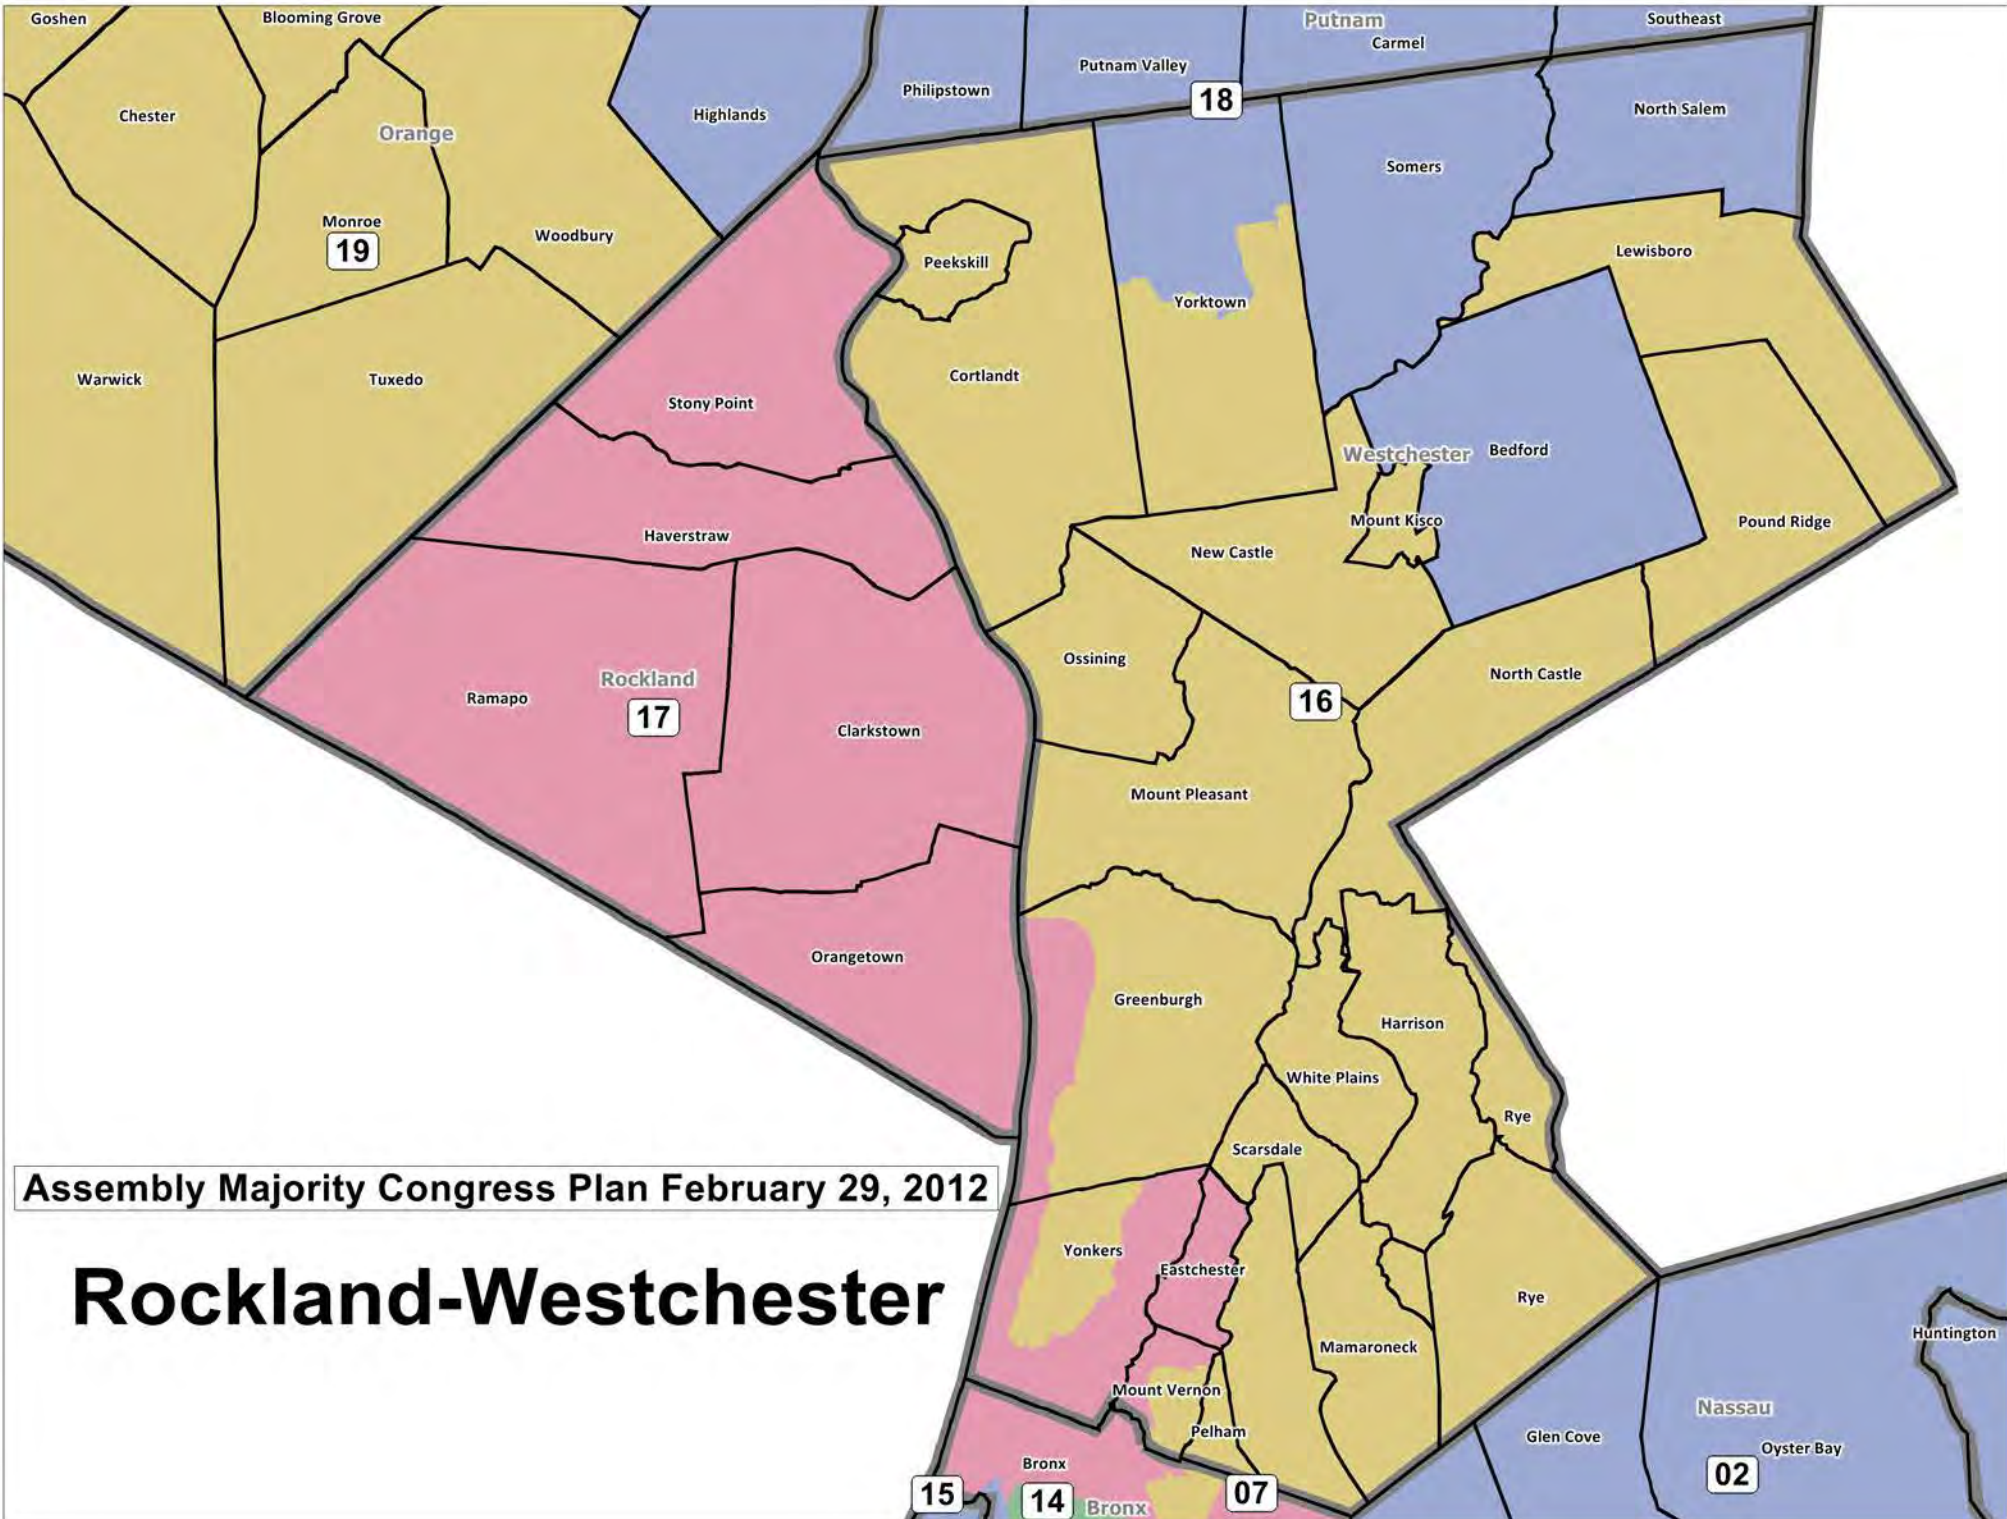 Goshen
Blooming Grove
Putnam
Southeast
Carmel
Putnam Valley
Philipstown
18
Highlands
North Salem
Chester
Orange
Somers
Monroe
19
Woodbury
Lewisboro
Peekskill
Yorktown
Warwick
Tuxedo
Cortlandt
Stony Point
Westchester
Bedford
Mount Kisco
Pound Ridge
Haverstraw
New Castle
Ossining
North Castle
Rockland
Ramapo
17
16
Clarkstown
Mount Pleasant
Orangetown
Greenburgh
Harrison
White Plains
Rye
Scarsdale
Assembly Majority Congress Plan February 29, 2012
Rockland-Westchester
Yonkers
Eastchester
Rye
Huntington
Mamaroneck
Mount Vernon
Nassau
Pelham
Glen Cove
Oyster Bay
Bronx
02
15
14
Bronx
07